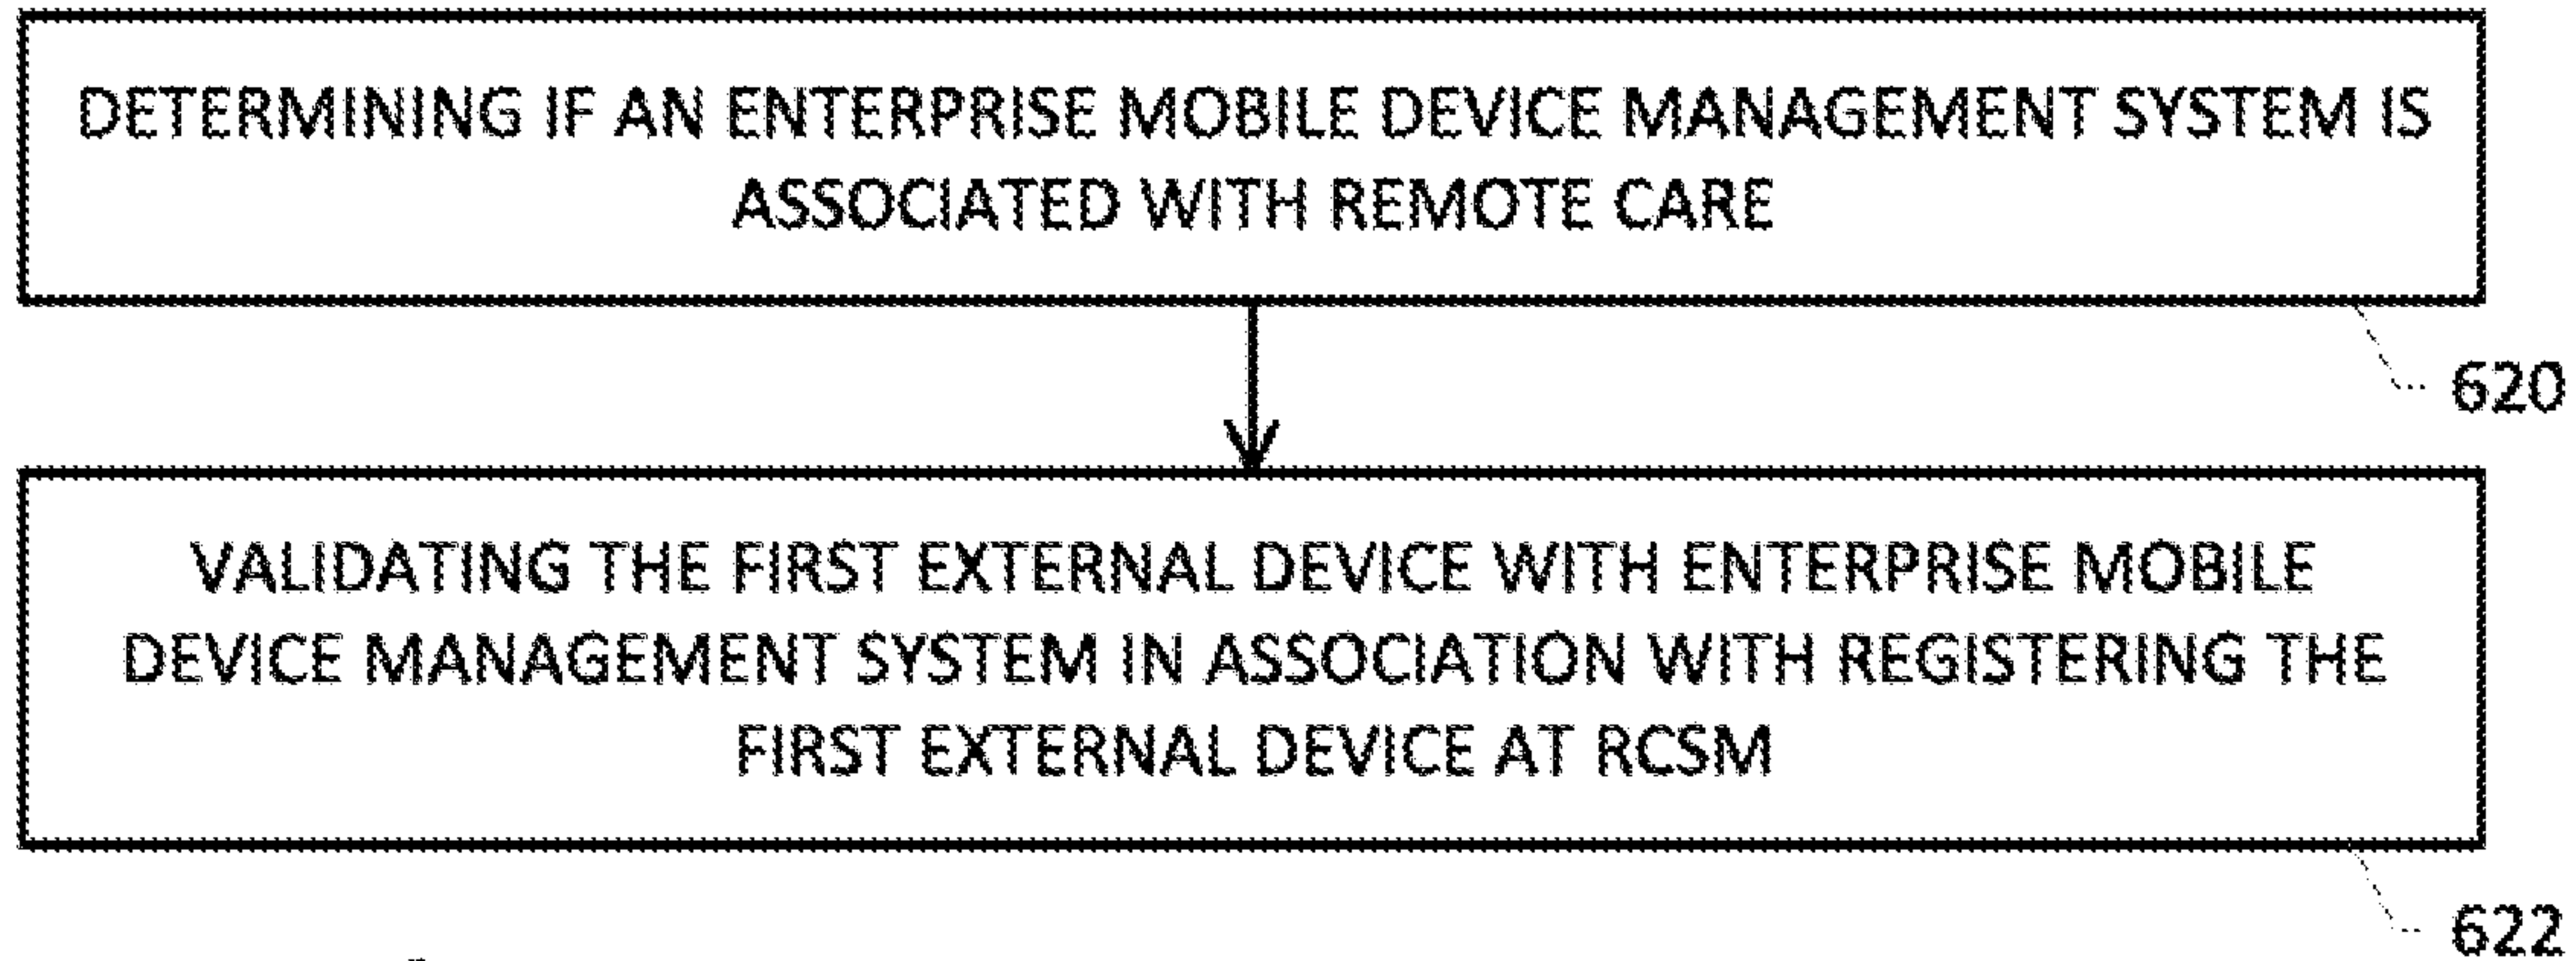 DETERMINING IF AN ENTERPRISE MOBILE DEVICE MANAGEMENT SYSTEM IS
ASSOCIATED WITH REMOTE CARE
620
VALIDATING THE FIRST EXTERNAL DEVICE WITH ENTERPRISE MOBILE
DEVICE MANAGEMENT SYSTEM IN ASSOCIATION WITH REGISTERING THE
FIRST EXTERNAL DEVICE AT RCSM
622